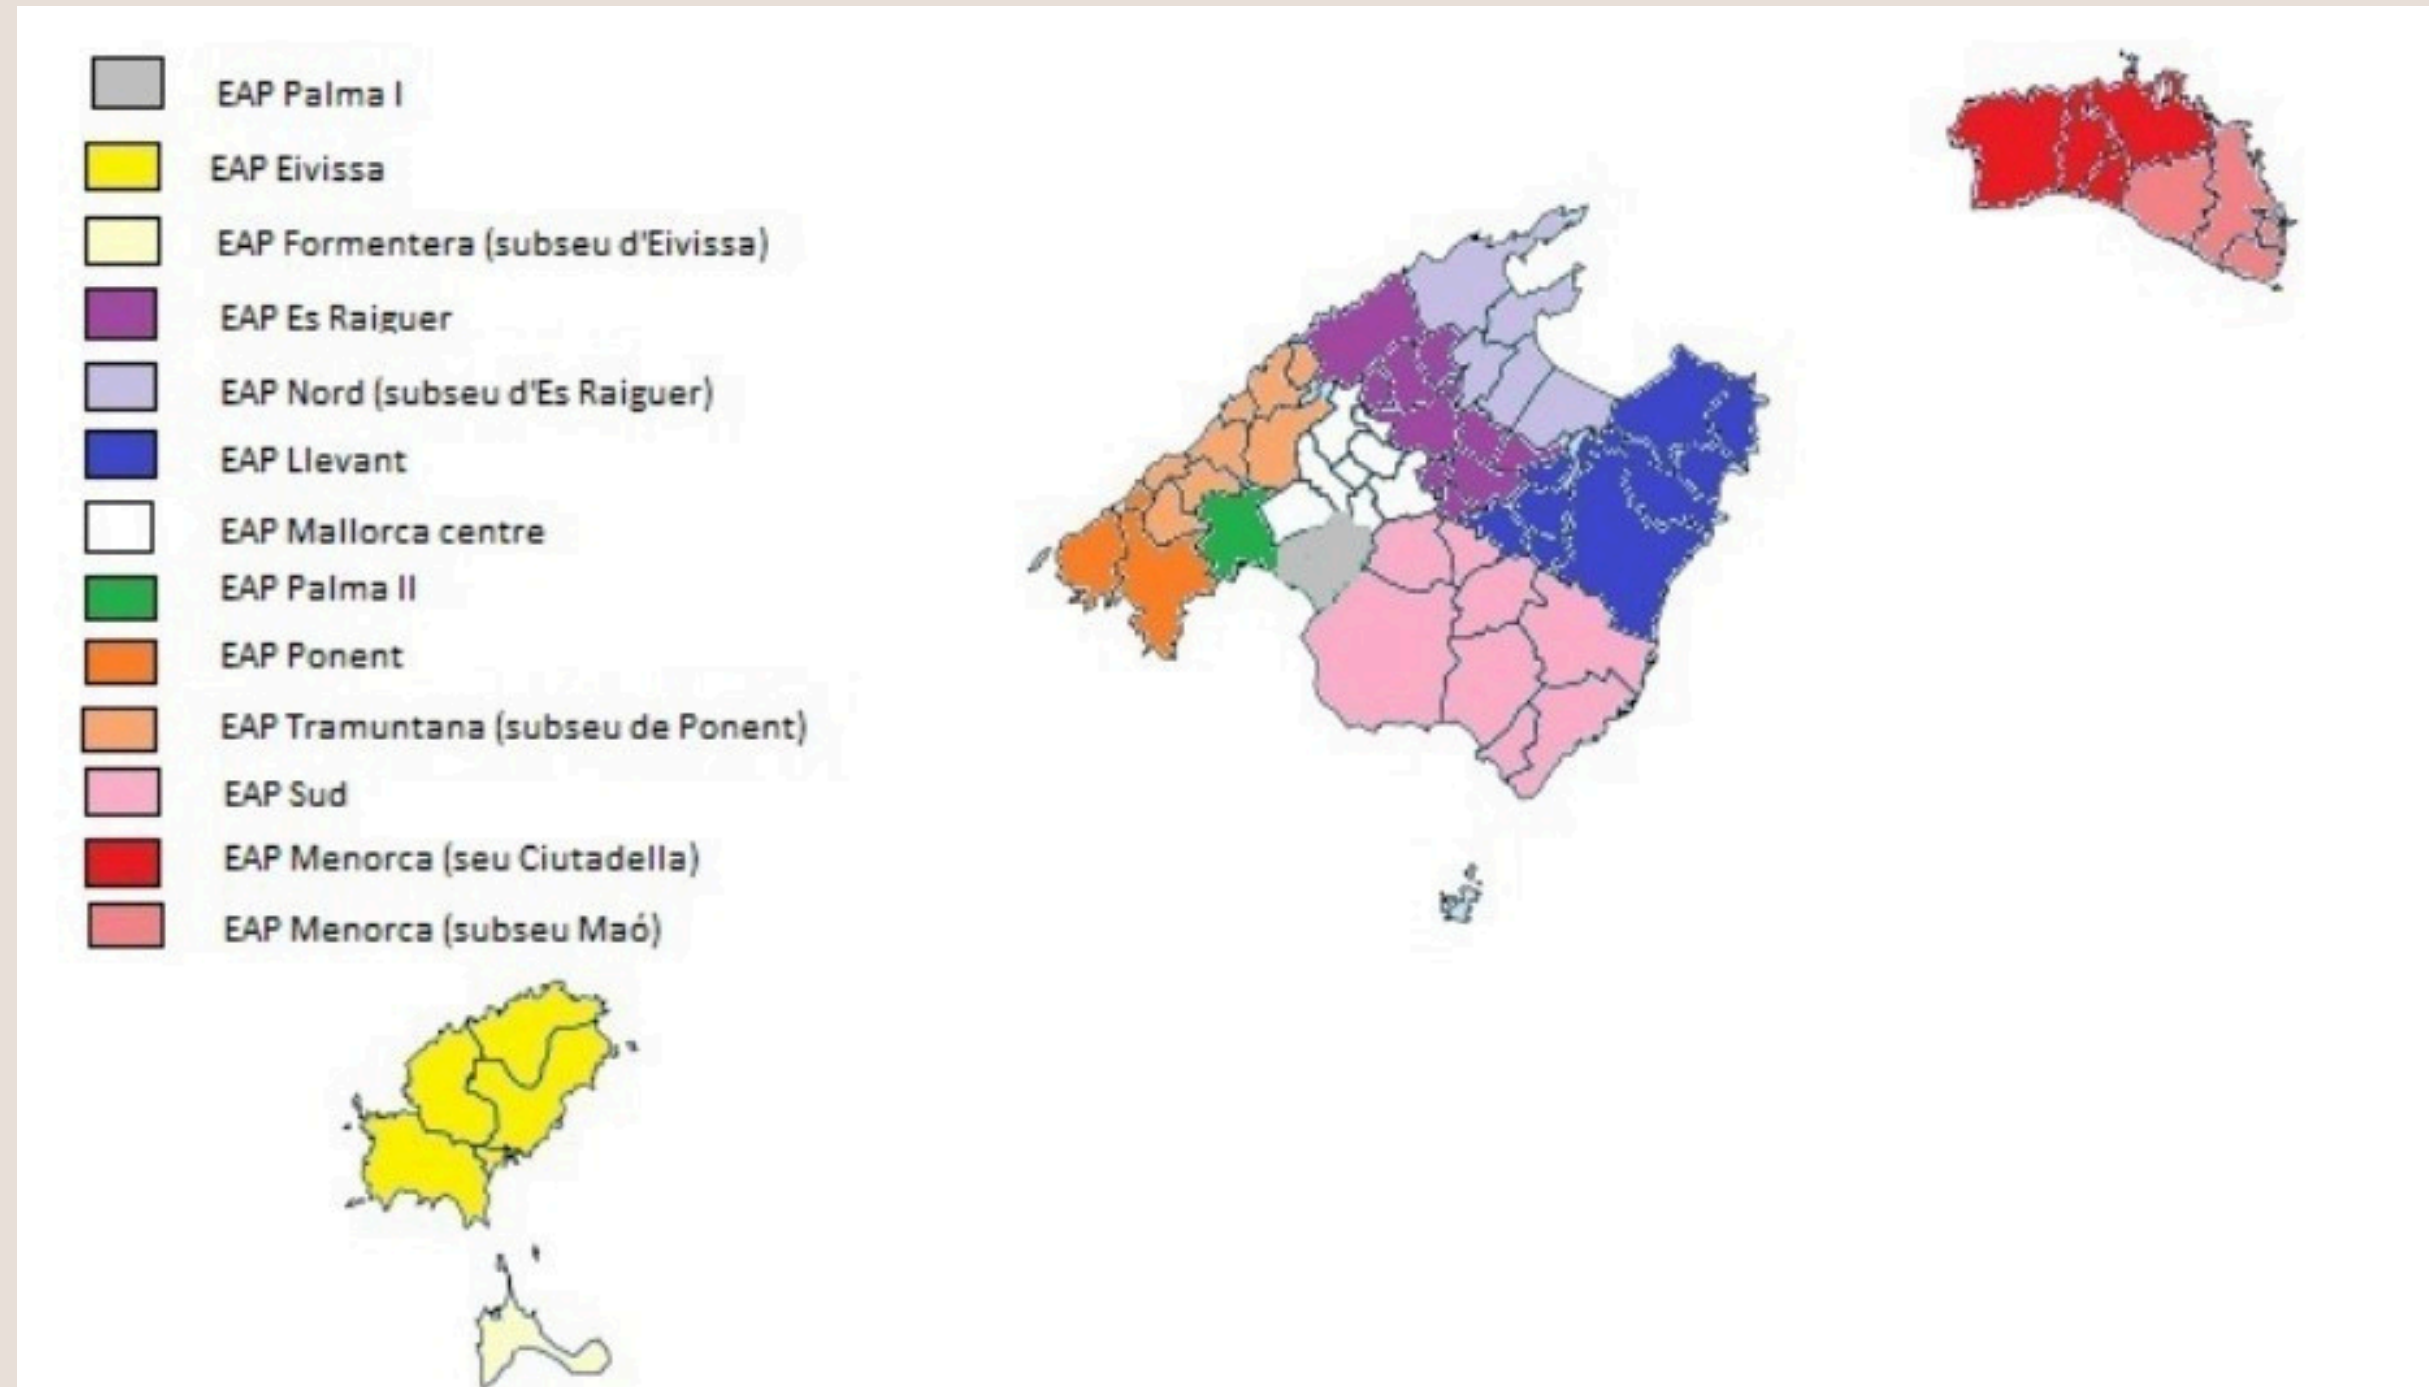 EAP Palma I
EAP Eivissa
EAP Formentera (subseu d'Eivissa)
EAP Es Raiguer
EAP Nord (subseu d'Es Raiguer)
EAP Llevant
EAP Mallorca centre
EAP Palma II
EAP Ponent
EAP Tramuntana (subseu de Ponent)
EAP Sud
EAP Menorca (seu Ciutadella)
EAP Menorca (subseu Maó)